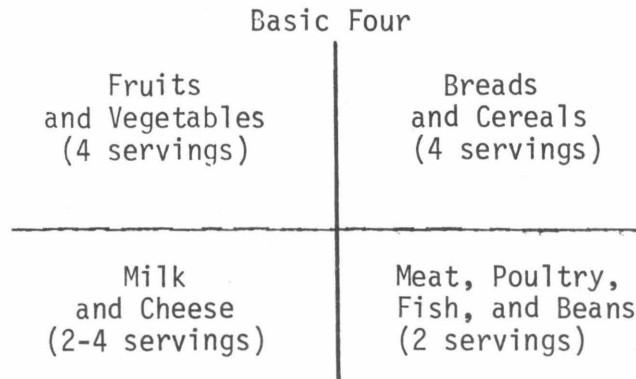 Basic Four
Fruits
and Vegetables
(4 servings)
Breads
and Cereals
(4 servings)
Milk
and Cheese
(2-4 servings)
Meat, Poultry,
Fish, and Beans
(2 servings)